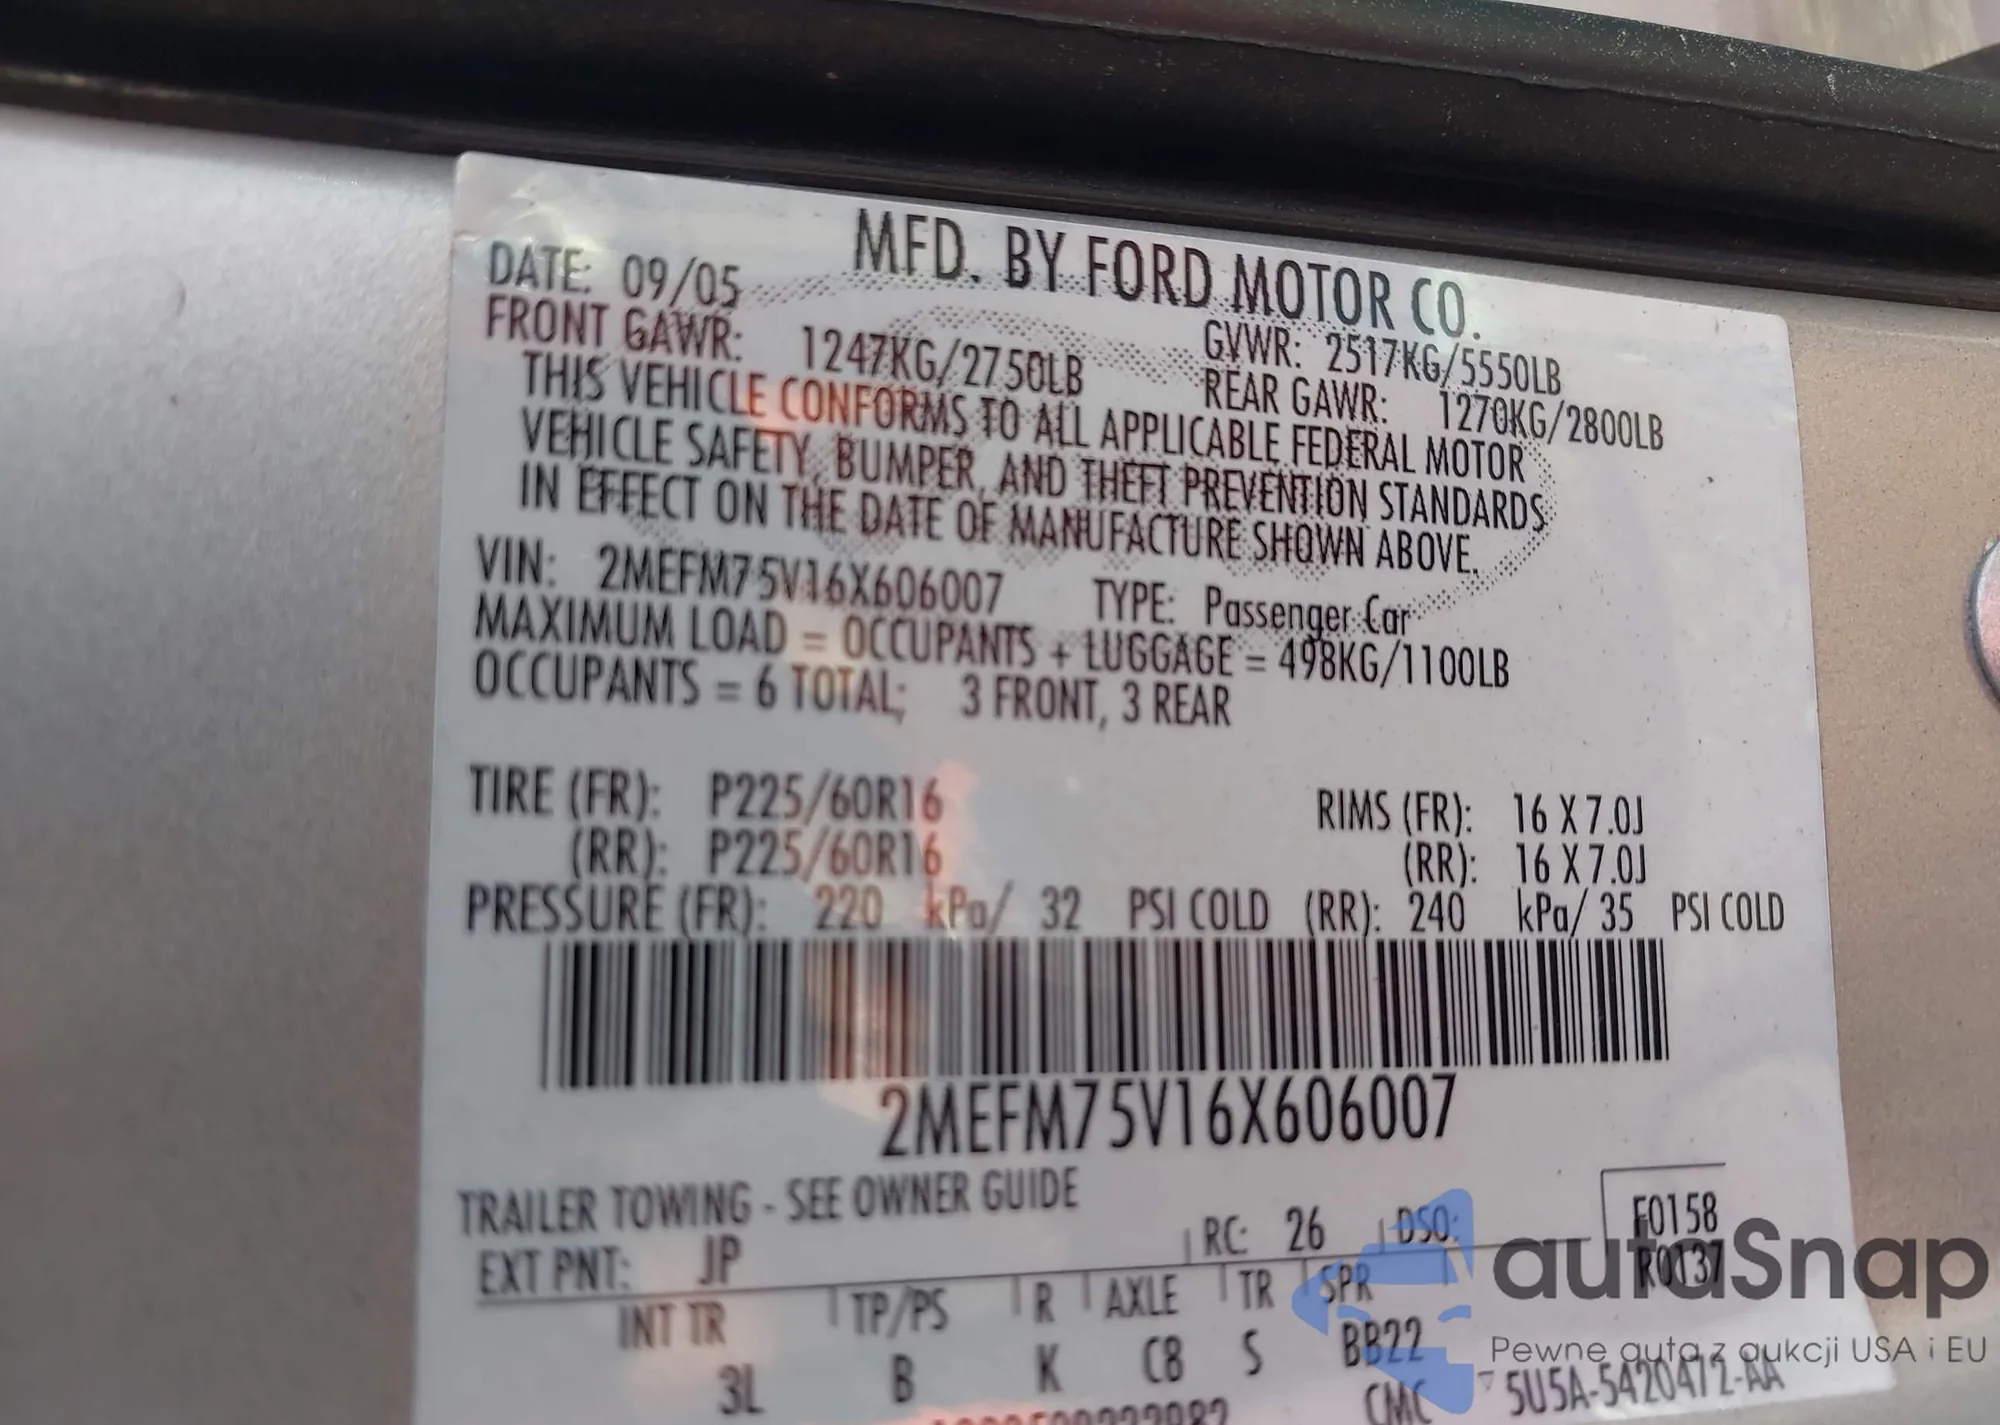 MFD. BY FORD MOTOR CO.
DATE: 09/05
GVWR: 2517KG/5550LB
FRONT GAWR: 1247KG/2750LB
REAR GAWR: 1270KG/2800LB
THIS VEHICLE CONFORMS TO ALL APPLICABLE FEDERAL MOTOR
VEHICLE SAFETY, BUMPER, AND THEFT PREVENTION STANDARDS
IN EFFECT ON THE DATE OF MANUFACTURE SHOWN ABOVE.
VIN: 2MEFM75V16X606007 TYPE: Passenger Car
MAXIMUM LOAD = OCCUPANTS + LUGGAGE = 498KG/1100LB
OCCUPANTS = 6 TOTAL; 3 FRONT, 3 REAR
TIRE (FR): P225/60R16 RIMS (FR): 16 X 7.0J
(RR): P225/60R16 (RR): 16 X 7.0J
PRESSURE (FR): 220 kPa/ 32 PSI COLD (RR): 240 kPa/ 35 PSI COLD
2MEFM75V16X606007
TRAILER TOWING - SEE OWNER GUIDE
F0158
EXT PNT: JP RC: 26 DSO: R0137
INT TR TP/PS R AXLE TR SPR
3L B K C8 S BB22
CMC 5U5A-5420472-AA
autoSnap
Pewne auta z aukcji USA i EU